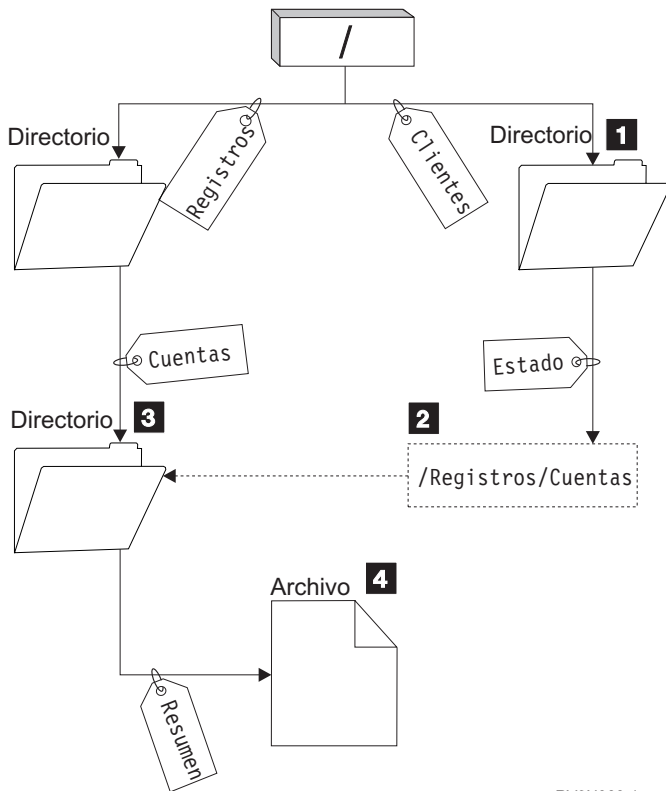 /
Registros
Clientes
Directorio
Directorio 1
Cuentas
Estado
Directorio 3
2
/Registros/Cuentas
Archivo 4
Resumen